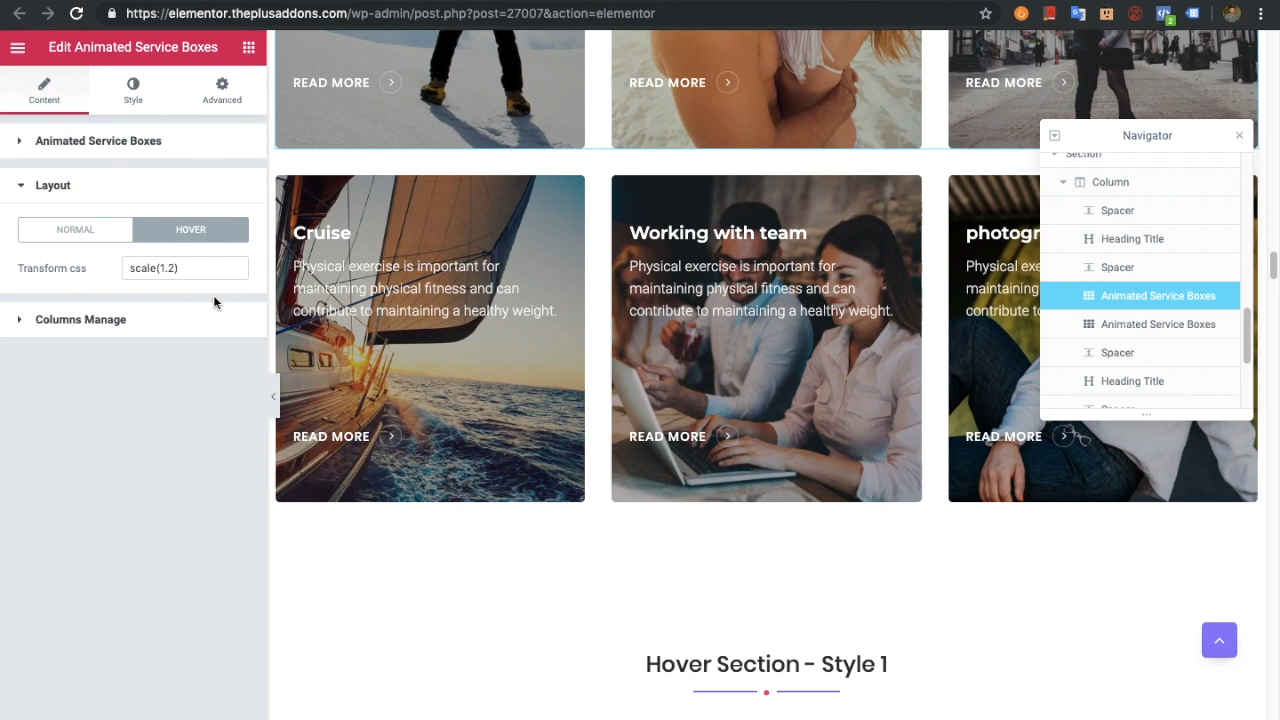 https://elementor.theplusaddons.com/wp-admin/post.php?post=27007&action=elementor
2
Edit Animated Service Boxes
Content
Style
Advanced
Animated Service Boxes
Layout
NORMAL
HOVER
Transform css
scale(1.2)
Columns Manage
READ MORE
READ MORE
READ MORE
Cruise
Physical exercise is important for
maintaining physical fitness and can
contribute to maintaining a healthy weight.
READ MORE
Working with team
Physical exercise is important for
maintaining physical fitness and can
contribute to maintaining a healthy weight.
READ MORE
photogr
Physical exe
maintaining
contribute to
READ MORE
Navigator
Section
Column
Spacer
Heading Title
Spacer
Animated Service Boxes
Animated Service Boxes
Spacer
Heading Title
Hover Section - Style 1